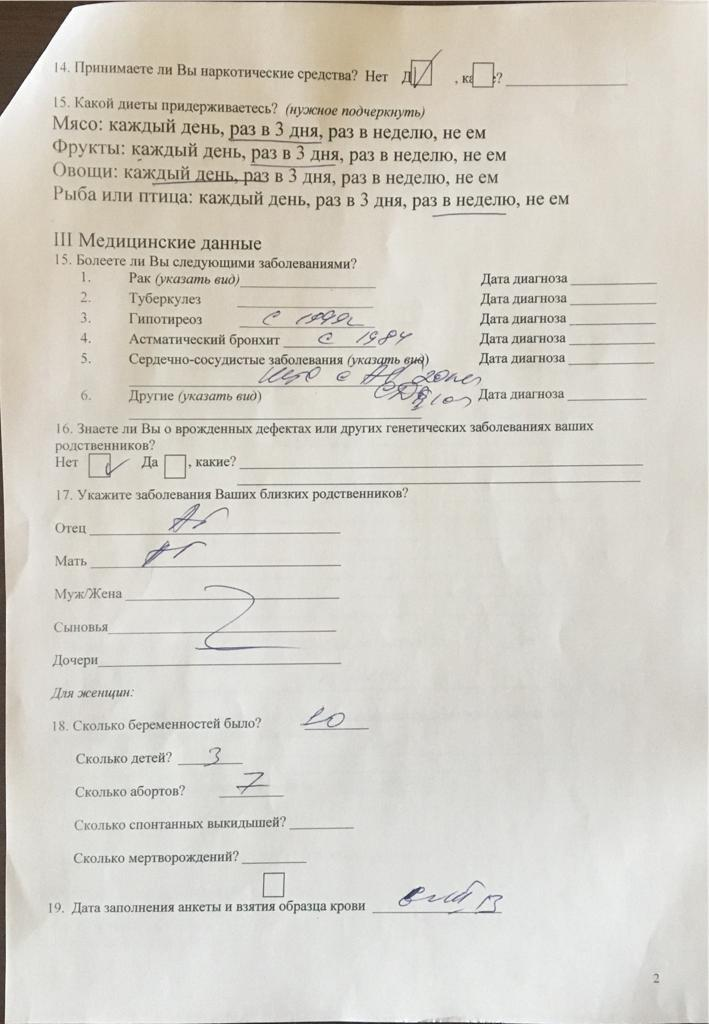 14. Принимаете ли Вы наркотические средства? Нет Д , ка ?
15. Какой диеты придерживаетесь? (нужное подчеркнуть)
Мясо: каждый день, раз в 3 дня, раз в неделю, не ем
Фрукты: каждый день, раз в 3 дня, раз в неделю, не ем
Овощи: каждый день, раз в 3 дня, раз в неделю, не ем
Рыба или птица: каждый день, раз в 3 дня, раз в неделю, не ем
III Медицинские данные
15. Болеете ли Вы следующими заболеваниями?
1. Рак (указать вид) Дата диагноза
2. Туберкулез Дата диагноза
3. Гипотиреоз Дата диагноза
4. Астматический бронхит с 1984 Дата диагноза
5. Сердечно-сосудистые заболевания (указать вид) Дата диагноза
6. Другие (указать вид) Дата диагноза
16. Знаете ли Вы о врожденных дефектах или других генетических заболеваниях ваших
родственников?
Нет Да , какие?
17. Укажите заболевания Ваших близких родственников?
Отец АГ
Мать АГ
Муж/Жена
Сыновья
Дочери
Для женщин:
18. Сколько беременностей было? 10
Сколько детей? 3
Сколько абортов? 7
Сколько спонтанных выкидышей?
Сколько мертворождений?
19. Дата заполнения анкеты и взятия образца крови
2